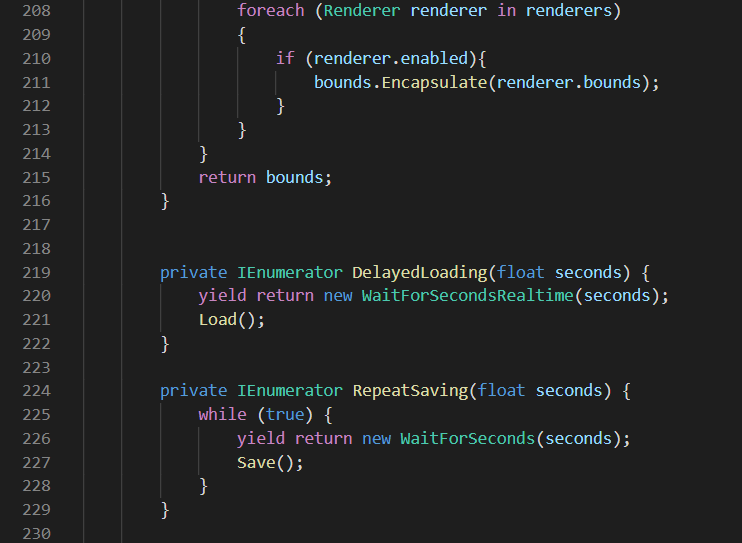 208 foreach (Renderer renderer in renderers)
209 {
210 if (renderer.enabled){
211 bounds.Encapsulate(renderer.bounds);
212 }
213 }
214 }
215 return bounds;
216 }
217
218
219 private IEnumerator DelayedLoading(float seconds) {
220 yield return new WaitForSecondsRealtime(seconds);
221 Load();
222 }
223
224 private IEnumerator RepeatSaving(float seconds) {
225 while (true) {
226 yield return new WaitForSeconds(seconds);
227 Save();
228 }
229 }
230